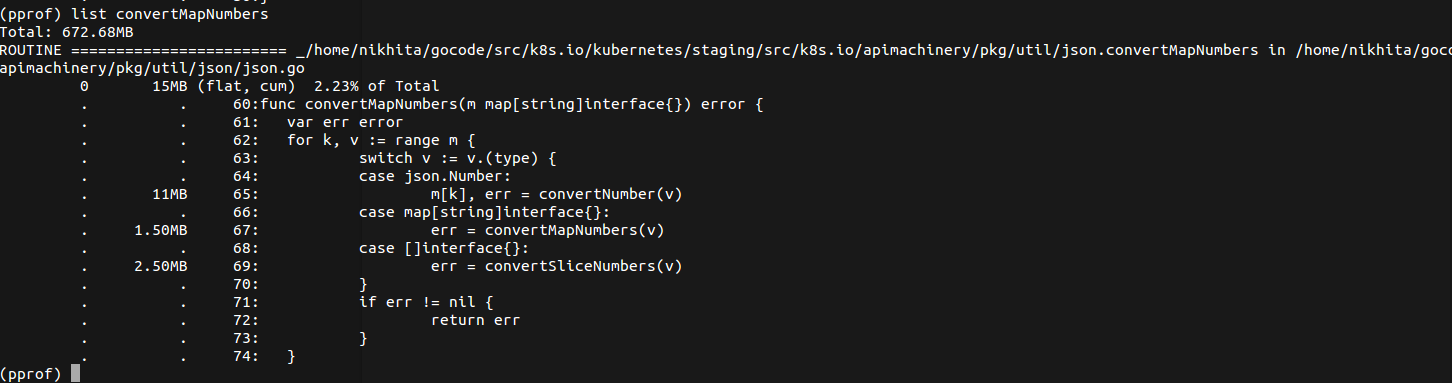 (pprof) list convertMapNumbers
Total: 672.68MB
ROUTINE ======================== _/home/nikhita/gocode/src/k8s.io/kubernetes/staging/src/k8s.io/apimachinery/pkg/util/json.convertMapNumbers in /home/nikhita/goco
apimachinery/pkg/util/json/json.go
         0       15MB (flat, cum)  2.23% of Total
         .          .     60:func convertMapNumbers(m map[string]interface{}) error {
         .          .     61:   var err error
         .          .     62:   for k, v := range m {
         .          .     63:           switch v := v.(type) {
         .          .     64:           case json.Number:
         .       11MB     65:                   m[k], err = convertNumber(v)
         .          .     66:           case map[string]interface{}:
         .     1.50MB     67:                   err = convertMapNumbers(v)
         .          .     68:           case []interface{}:
         .     2.50MB     69:                   err = convertSliceNumbers(v)
         .          .     70:           }
         .          .     71:           if err != nil {
         .          .     72:                   return err
         .          .     73:           }
         .          .     74:   }
(pprof)